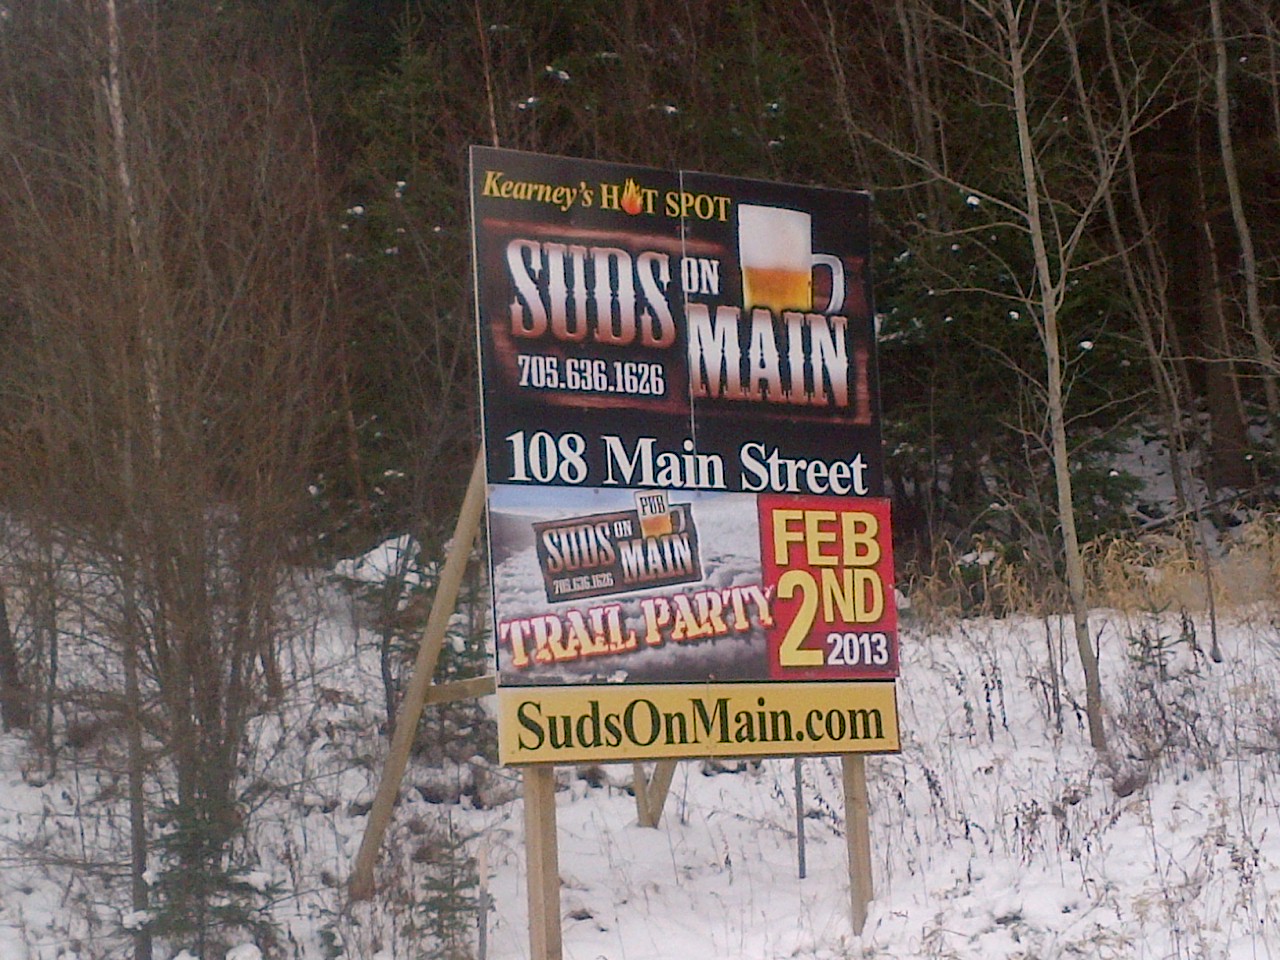 Kearney's HOT SPOT
SUDS ON MAIN
705.636.1626
108 Main Street
PUB
SUDS ON MAIN
705.636.1626
TRAIL PARTY
FEB
2ND
2013
SudsOnMain.com